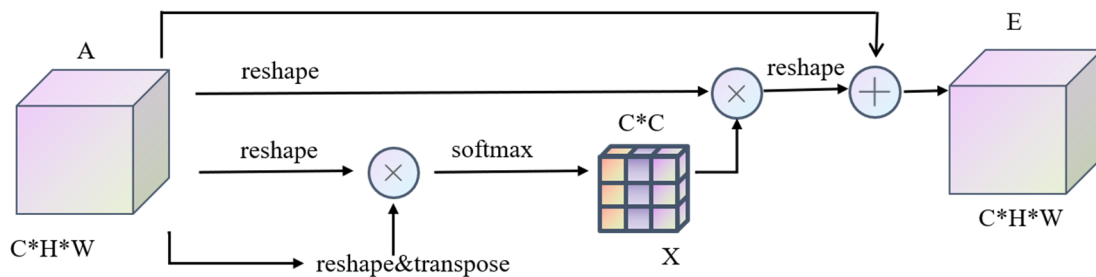 E
A
reshape
reshape
C*C
reshape
softmax
C*H*W
C*H*W
X
reshape&transpose